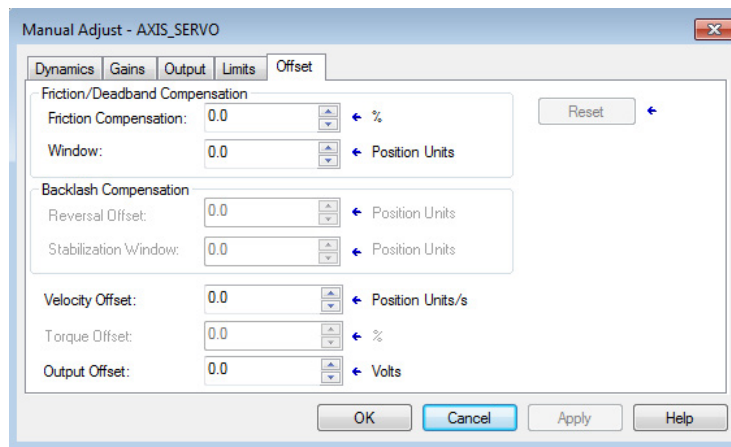 Manual Adjust - AXIS_SERVO
Dynamics Gains Output Limits Offset
Friction/Deadband Compensation
Friction Compensation: 0.0 % Reset
Window: 0.0 Position Units
Backlash Compensation
Reversal Offset: 0.0 Position Units
Stabilization Window: 0.0 Position Units
Velocity Offset: 0.0 Position Units/s
Torque Offset: 0.0 %
Output Offset: 0.0 Volts
OK Cancel Apply Help